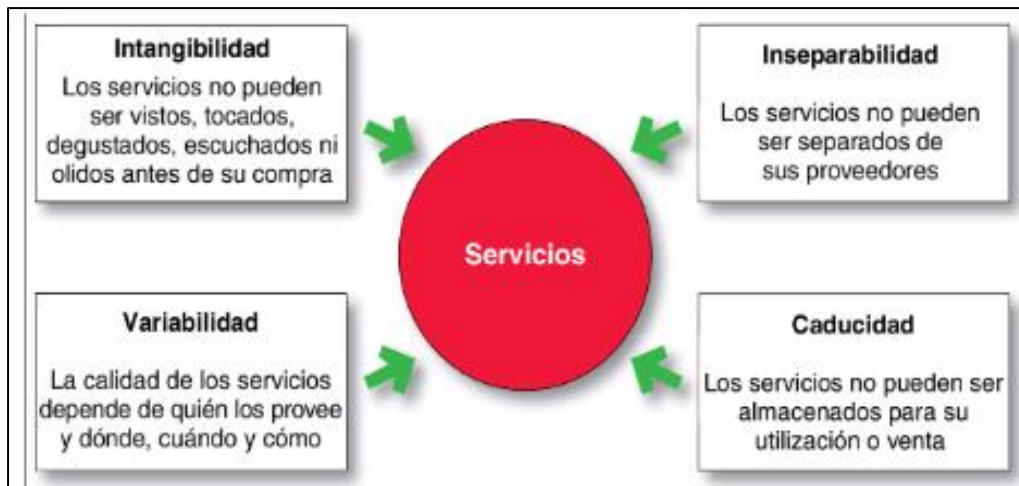 Intangibilidad
Los servicios no pueden
ser vistos, tocados,
degustados, escuchados ni
olidos antes de su compra
Inseparabilidad
Los servicios no pueden
ser separados de
sus proveedores
Servicios
Variabilidad
La calidad de los servicios
depende de quién los provee
y dónde, cuándo y cómo
Caducidad
Los servicios no pueden ser
almacenados para su
utilización o venta